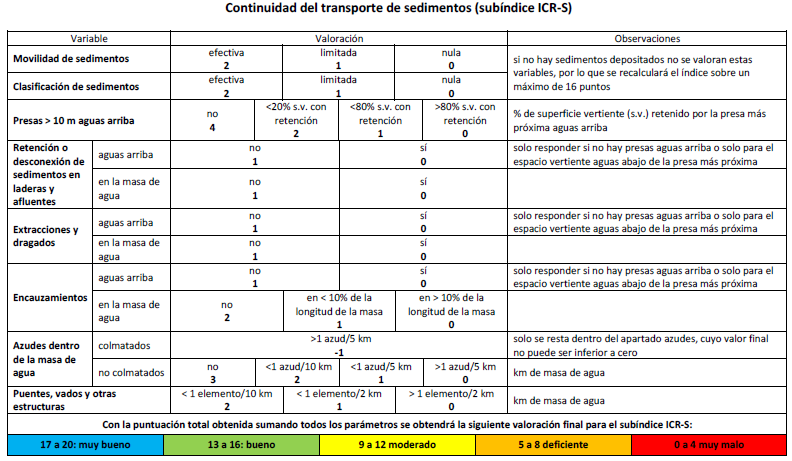 Continuidad del transporte de sedimentos (subíndice ICR-S)
Variable Valoración Observaciones
Movilidad de sedimentos
efectiva limitada nula
2 1 0
Clasificación de sedimentos
efectiva limitada nula
2 1 0
si no hay sedimentos depositados no se valoran estas
variables, por lo que se recalculará el índice sobre un
máximo de 16 puntos
Presas > 10 m aguas arriba
no
4
<20% s.v. con
retención
2
<80% s.v. con
retención
1
>80% s.v. con
retención
0
% de superficie vertiente (s.v.) retenido por la presa más
próxima aguas arriba
Retención o
desconexión de
sedimentos en
laderas y
afluentes
aguas arriba
no sí
1 0
solo responder si no hay presas aguas arriba o solo para el
espacio vertiente aguas abajo de la presa más próxima
en la masa de
agua
no sí
1 0
Extracciones y
dragados
aguas arriba
no sí
1 0
solo responder si no hay presas aguas arriba o solo para el
espacio vertiente aguas abajo de la presa más próxima
en la masa de
agua
no sí
1 0
Encauzamientos
aguas arriba
no sí
1 0
solo responder si no hay presas aguas arriba o solo para el
espacio vertiente aguas abajo de la presa más próxima
en la masa de
agua
no
2
en < 10% de la
longitud de la masa
1
en > 10% de la
longitud de la masa
0
Azudes dentro
de la masa de
agua
colmatados
>1 azud/5 km
-1
solo se resta dentro del apartado azudes, cuyo valor final
no puede ser inferior a cero
no colmatados
no <1 azud/10 km <1 azud/5 km >1 azud/5 km
3 2 1 0
km de masa de agua
Puentes, vados y otras
estructuras
< 1 elemento/10 km < 1 elemento/2 km > 1 elemento/2 km
2 1 0
km de masa de agua
Con la puntuación total obtenida sumando todos los parámetros se obtendrá la siguiente valoración final para el subíndice ICR-S:
17 a 20: muy bueno 13 a 16: bueno 9 a 12 moderado 5 a 8 deficiente 0 a 4 muy malo